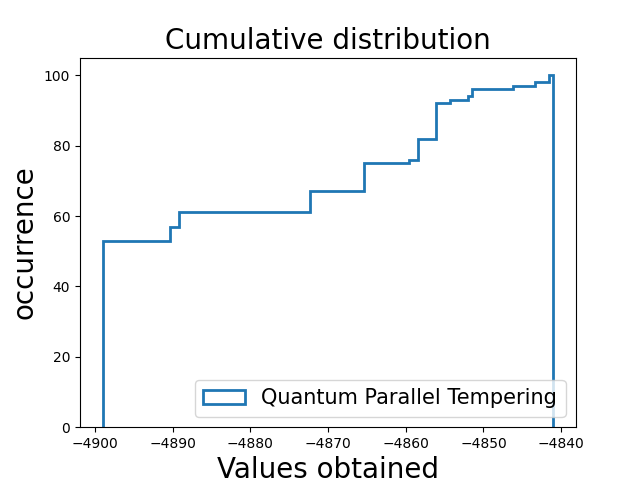 Cumulative distribution
occurrence
100
80
60
40
20
0
Quantum Parallel Tempering
−4900 −4890 −4880 −4870 −4860 −4850 −4840
Values obtained